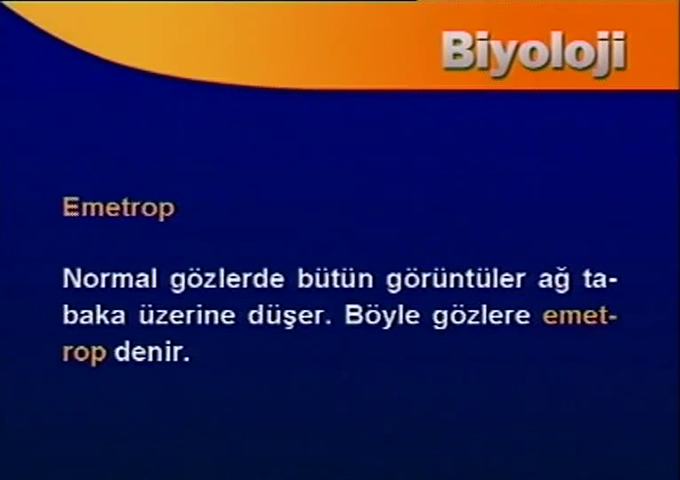 Biyoloji
Emetrop
Normal gözlerde bütün görüntüler ağ ta-
baka üzerine düşer. Böyle gözlere emet-
rop denir.